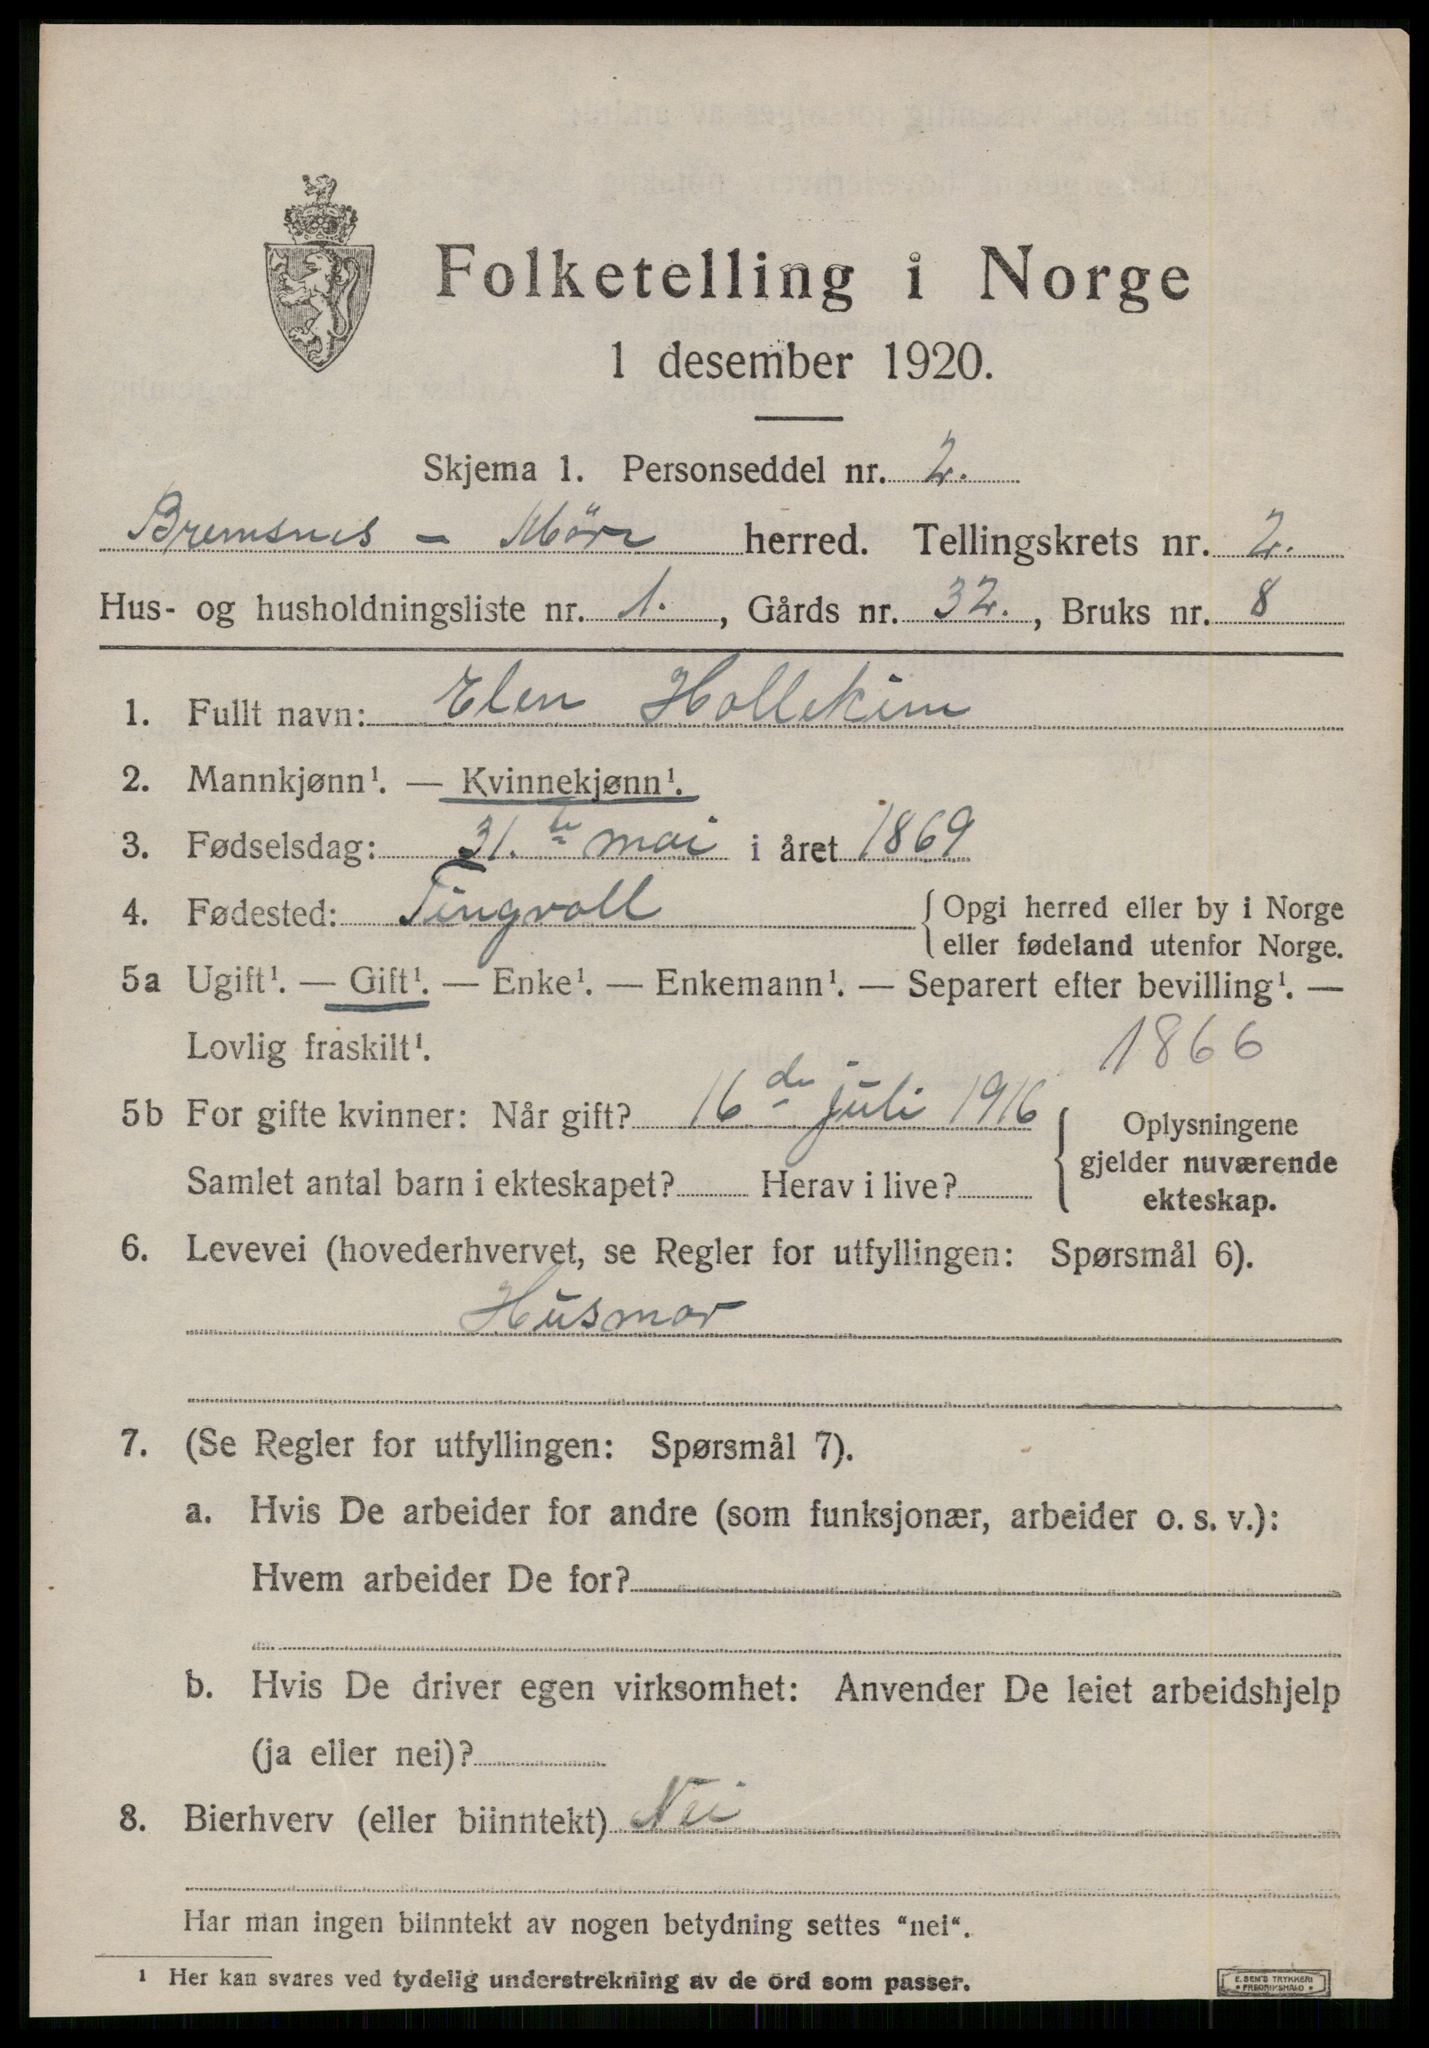 Folketelling i Norge
1 desember 1920.
Skjema 1. Personseddel nr. 2.
Bremsnes - Möre herred. Tellingskrets nr. 2.
Hus- og husholdningsliste nr. 1., Gårds nr. 32., Bruks nr. 8
1. Fullt navn: Elen Hollekim
2. Mannkjønn¹. — Kvinnekjønn¹.
3. Fødselsdag: 31.te mai i året 1869
4. Fødested: Tingvoll { Opgi herred eller by i Norge
eller fødeland utenfor Norge.
5a Ugift¹. — Gift¹. — Enke¹. — Enkemann¹. — Separert efter bevilling¹. —
Lovlig fraskilt¹. 1866
5b For gifte kvinner: Når gift? 16de juli 1916 { Oplysningene
gjelder nuværende
Samlet antal barn i ekteskapet? Herav i live?
ekteskap.
6. Levevei (hovederhvervet, se Regler for utfyllingen: Spørsmål 6).
Husmor
7. (Se Regler for utfyllingen: Spørsmål 7).
a. Hvis De arbeider for andre (som funksjonær, arbeider o. s. v.):
Hvem arbeider De for?
b. Hvis De driver egen virksomhet: Anvender De leiet arbeidshjelp
(ja eller nei)?
8. Bierhverv (eller biinntekt) Nei
Har man ingen biinntekt av nogen betydning settes “nei“.
¹ Her kan svares ved tydelig understrekning av de ord som passer.
E. SEM'S TRYKKERI
• FREDRIKSHALD •